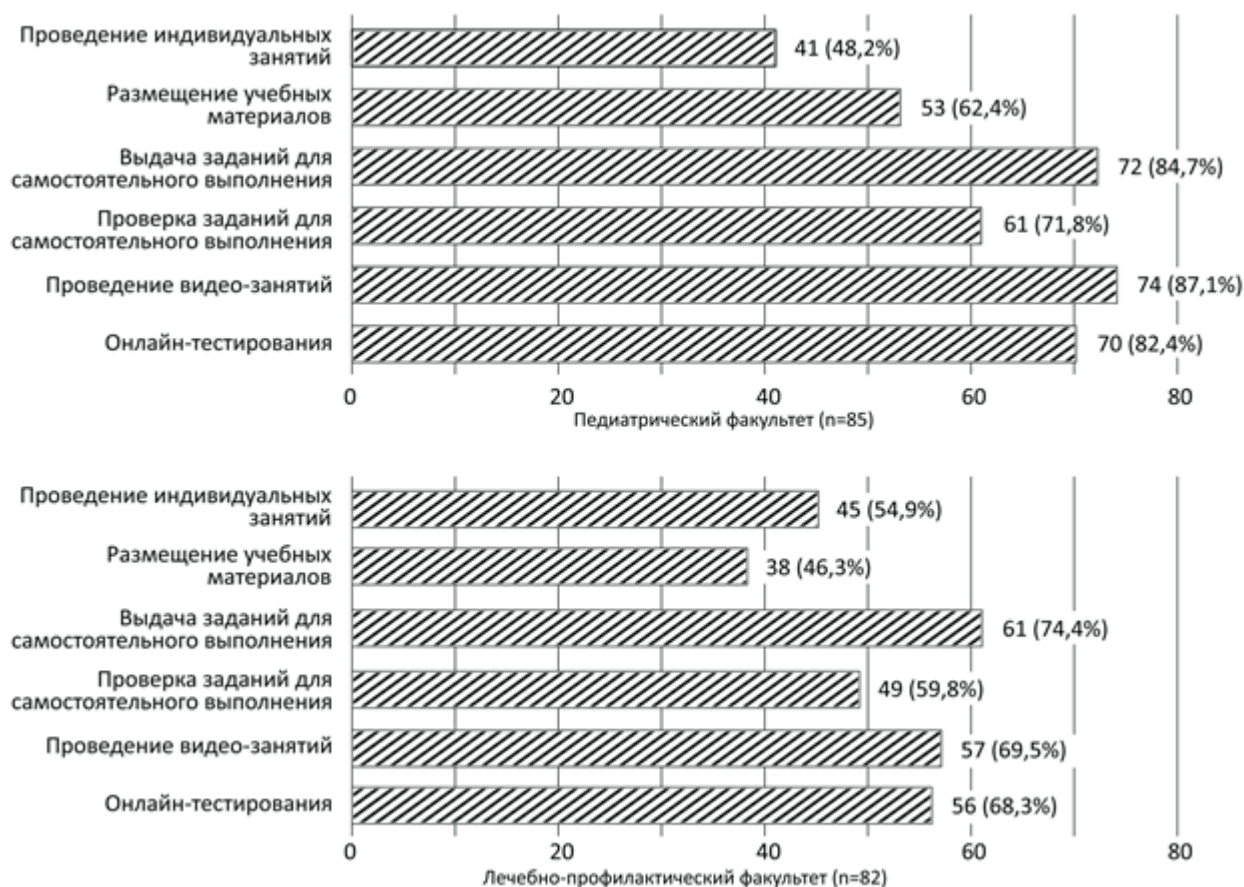 Проведение индивидуальных
занятий
41 (48,2%)
Размещение учебных
материалов
53 (62,4%)
Выдача заданий для
самостоятельного выполнения
72 (84,7%)
Проверка заданий для
самостоятельного выполнения
61 (71,8%)
Проведение видео-занятий
74 (87,1%)
Онлайн-тестирования
70 (82,4%)
0 20 40 60 80
Педиатрический факультет (n=85)
Проведение индивидуальных
занятий
45 (54,9%)
Размещение учебных
материалов
38 (46,3%)
Выдача заданий для
самостоятельного выполнения
61 (74,4%)
Проверка заданий для
самостоятельного выполнения
49 (59,8%)
Проведение видео-занятий
57 (69,5%)
Онлайн-тестирования
56 (68,3%)
0 20 40 60 80
Лечебно-профилактический факультет (n=82)